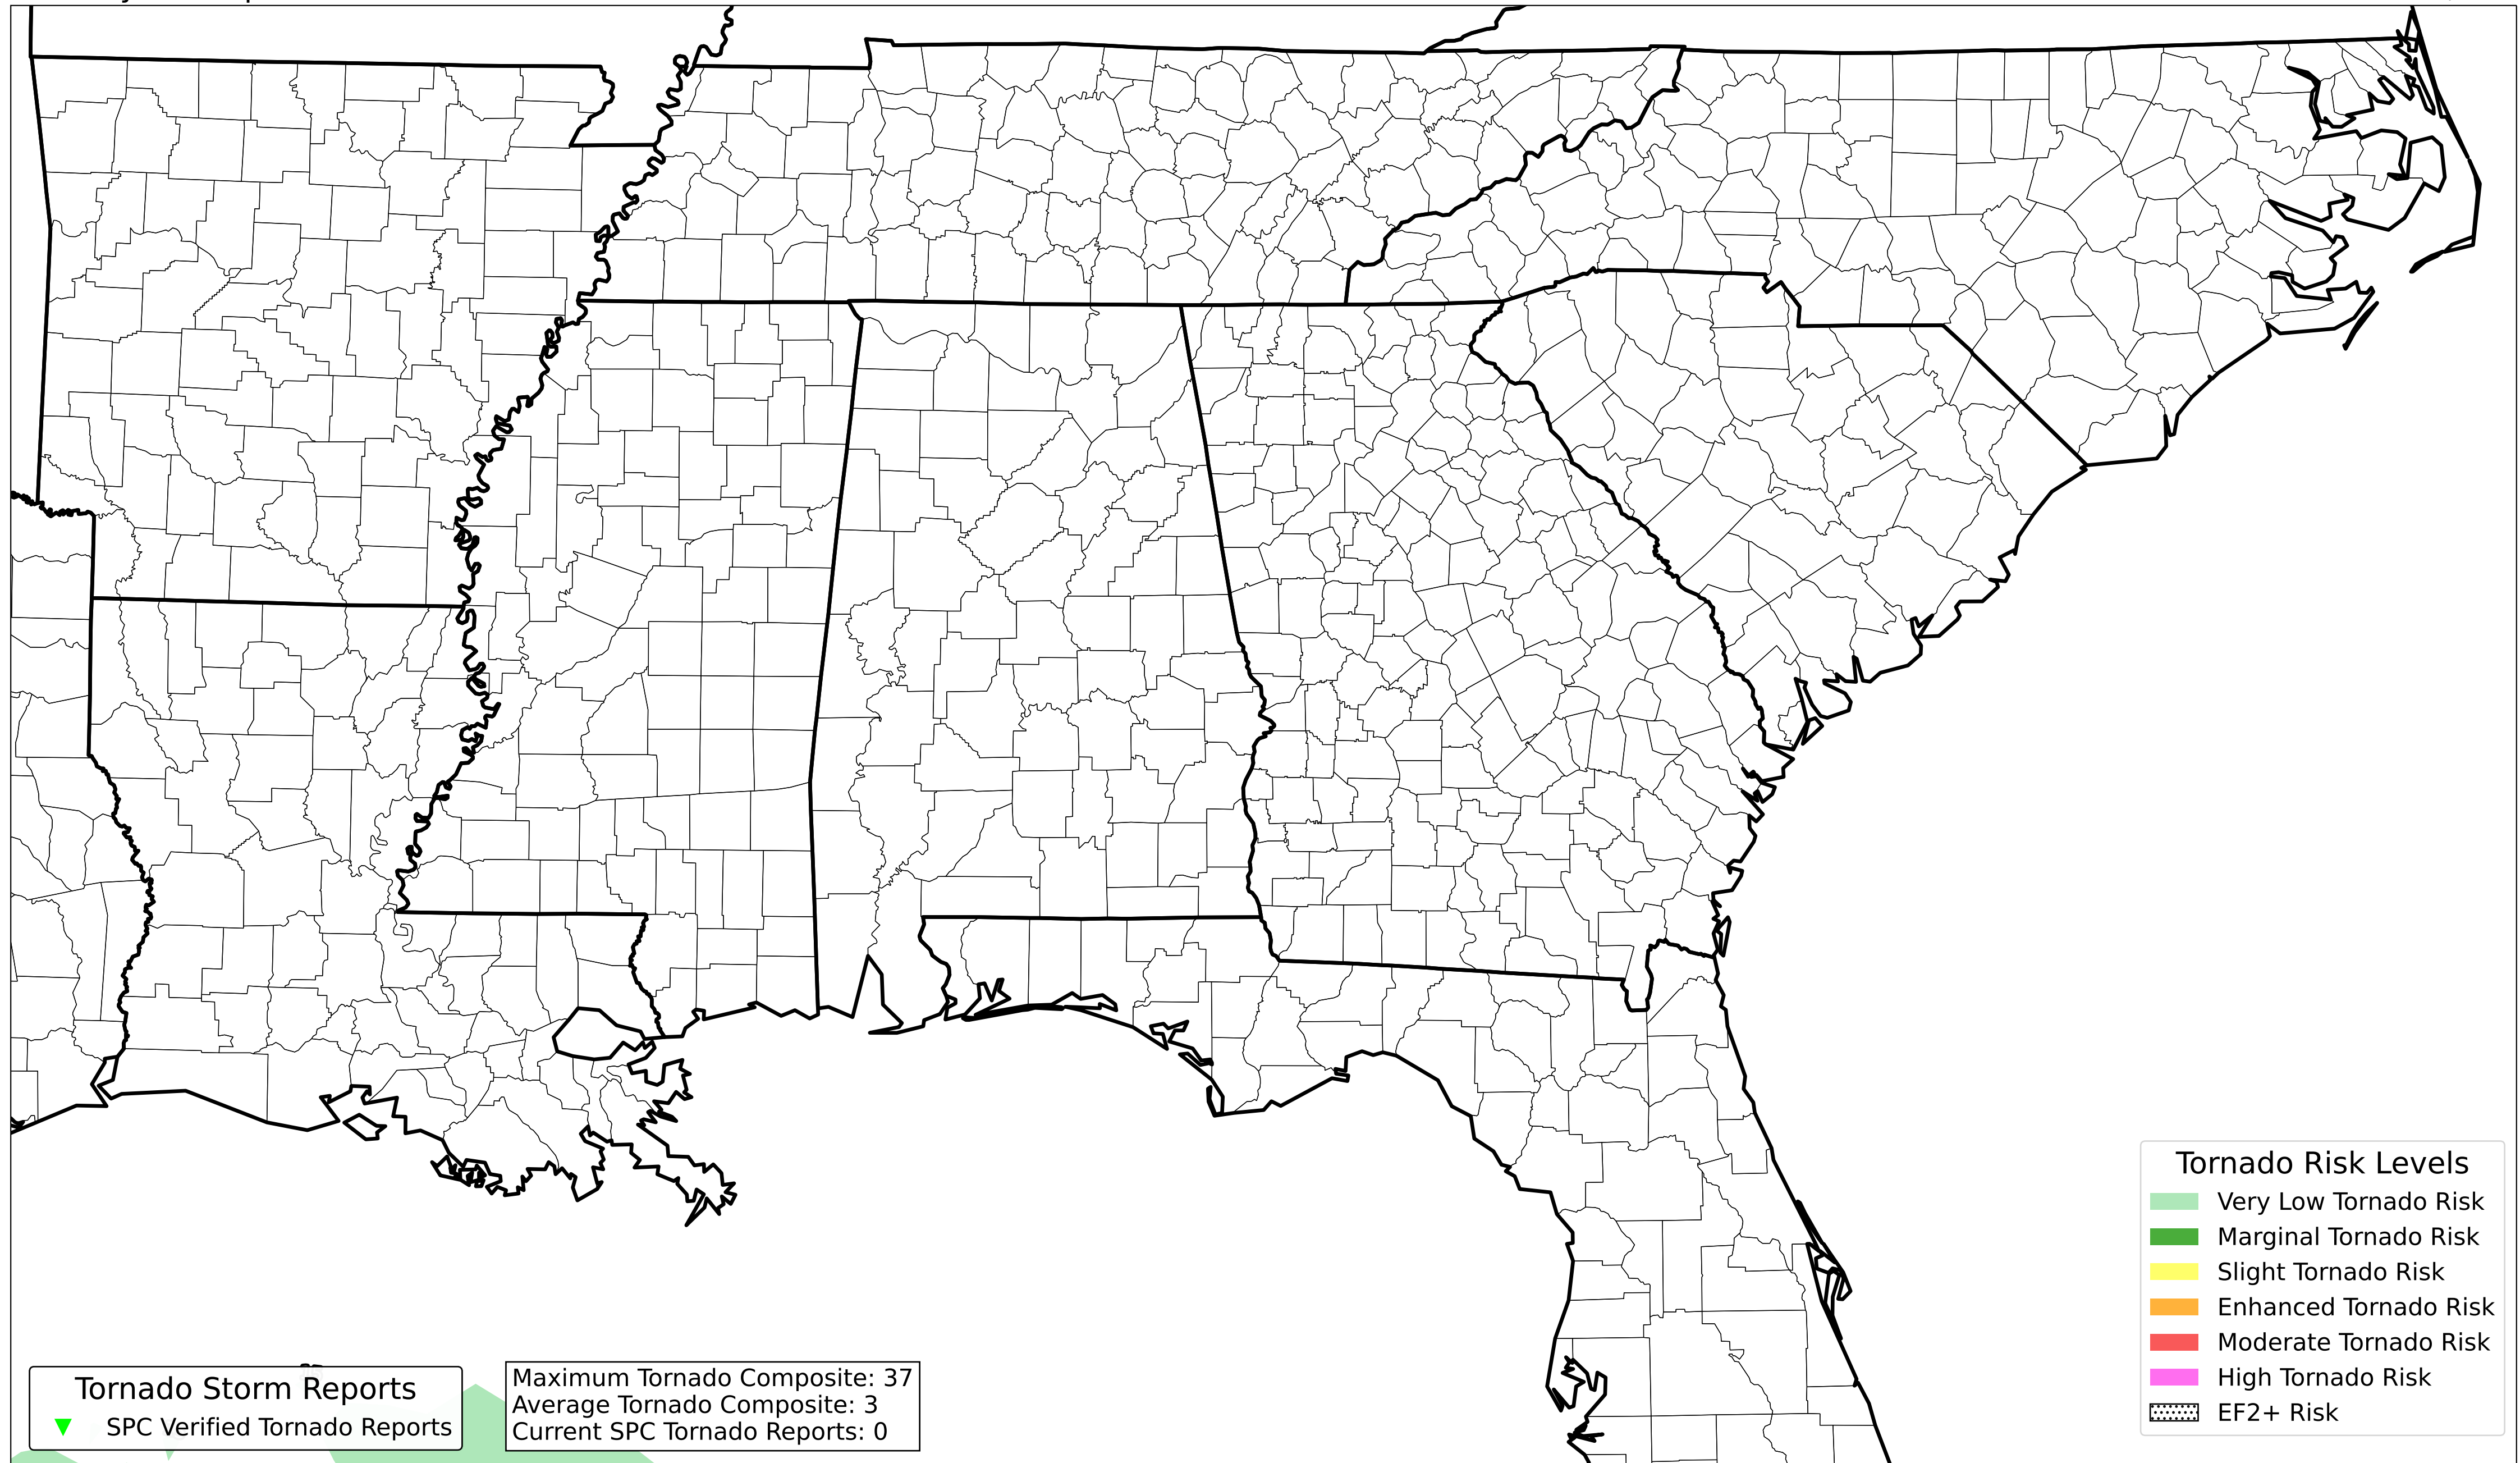 Tornado Risk Levels
Very Low Tornado Risk
Marginal Tornado Risk
Slight Tornado Risk
Enhanced Tornado Risk
Moderate Tornado Risk
High Tornado Risk
EF2+ Risk
Tornado Storm Reports
SPC Verified Tornado Reports
Maximum Tornado Composite: 37
Average Tornado Composite: 3
Current SPC Tornado Reports: 0